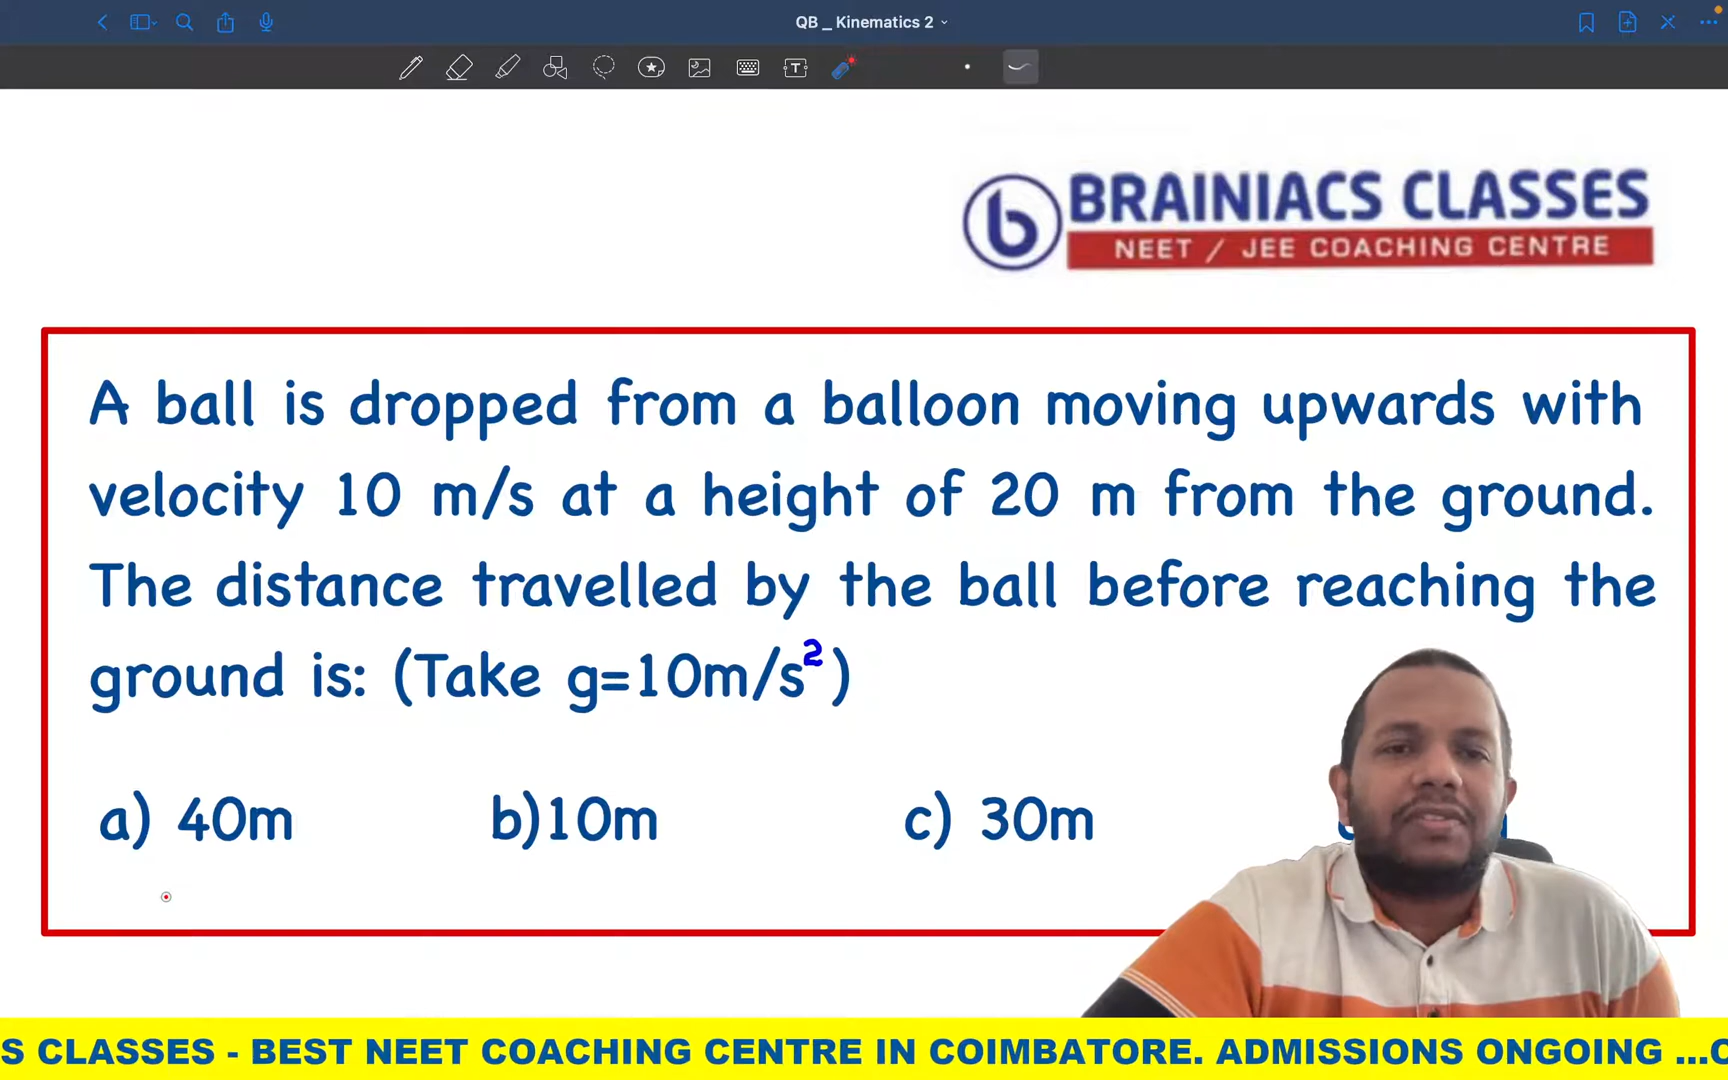 QB _ Kinematics 2
BRAINIACS CLASSES
NEET / JEE COACHING CENTRE
A ball is dropped from a balloon moving upwards with
velocity 10 m/s at a height of 20 m from the ground.
The distance travelled by the ball before reaching the
ground is: (Take g=10m/s²)
a) 40m b)10m c) 30m
S CLASSES - BEST NEET COACHING CENTRE IN COIMBATORE. ADMISSIONS ONGOING ...C